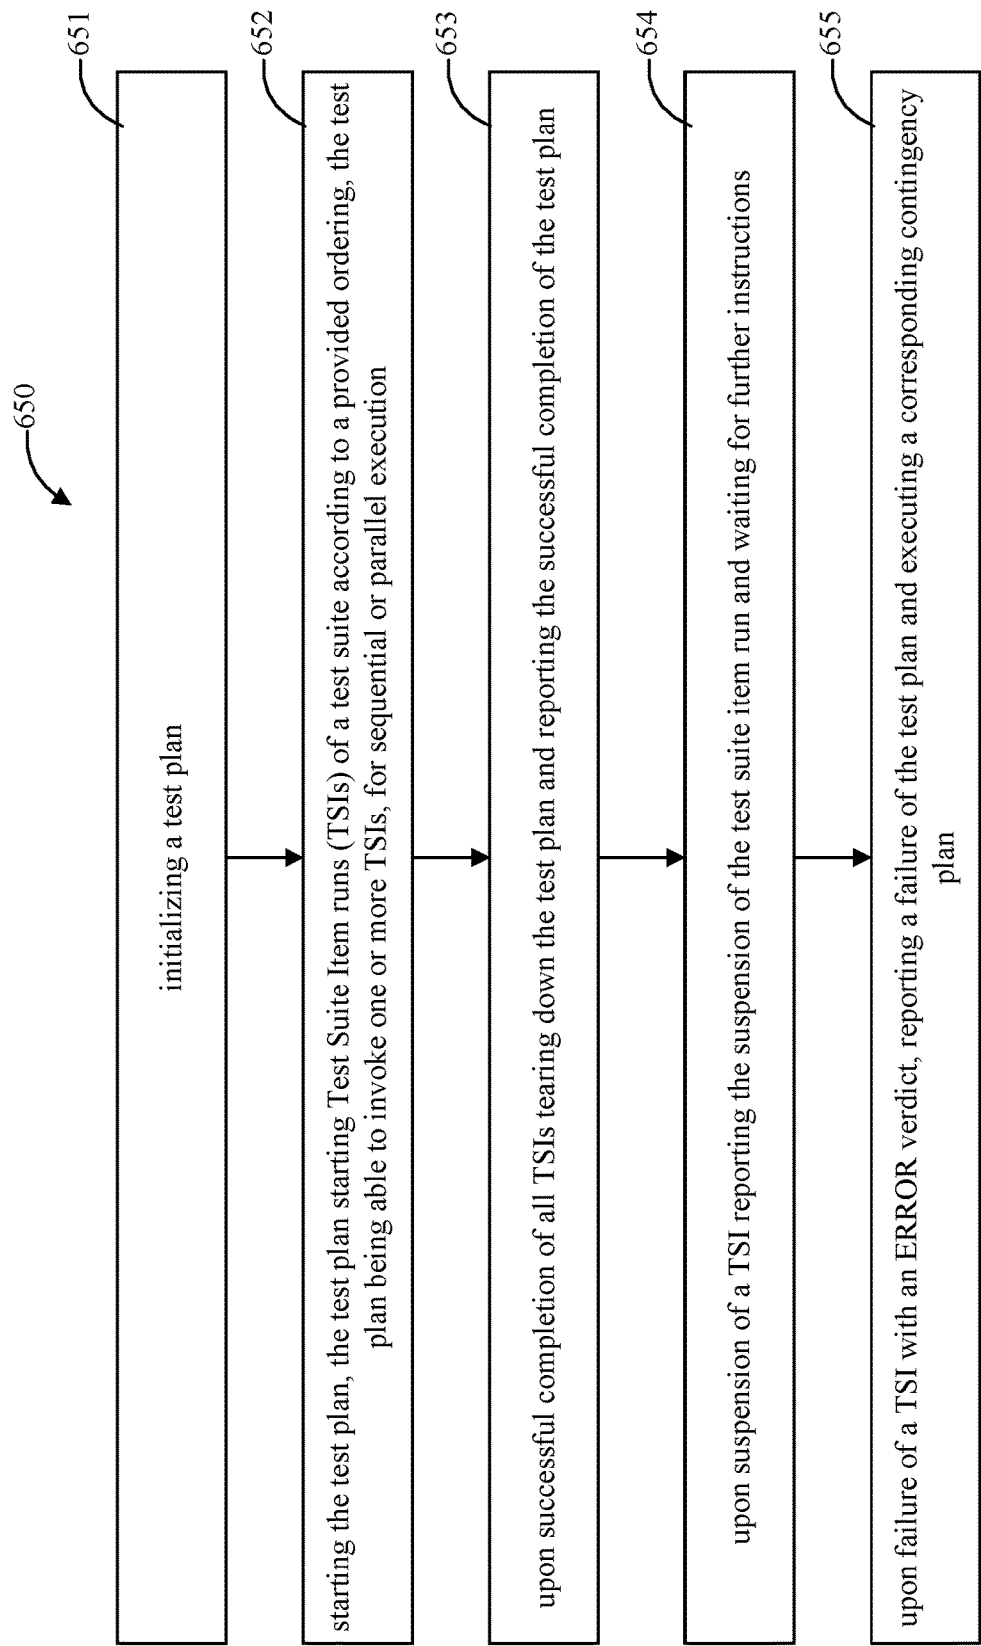 650
651
initializing a test plan
652
starting the test plan, the test plan starting Test Suite Item runs (TSIs) of a test suite according to a provided ordering, the test
plan being able to invoke one or more TSIs, for sequential or parallel execution
653
upon successful completion of all TSIs tearing down the test plan and reporting the successful completion of the test plan
654
upon suspension of a TSI reporting the suspension of the test suite item run and waiting for further instructions
655
upon failure of a TSI with an ERROR verdict, reporting a failure of the test plan and executing a corresponding contingency
plan